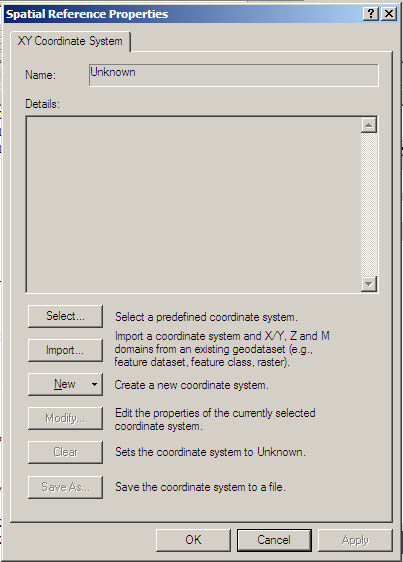 Spatial Reference Properties
XY Coordinate System
Name:
Unknown
Details:
Select...
Select a predefined coordinate system.
Import...
Import a coordinate system and X/Y, Z and M
domains from an existing geodataset (e.g.,
feature dataset, feature class, raster).
New
Create a new coordinate system.
Modify...
Edit the properties of the currently selected
coordinate system.
Clear
Sets the coordinate system to Unknown.
Save As...
Save the coordinate system to a file.
OK
Cancel
Apply